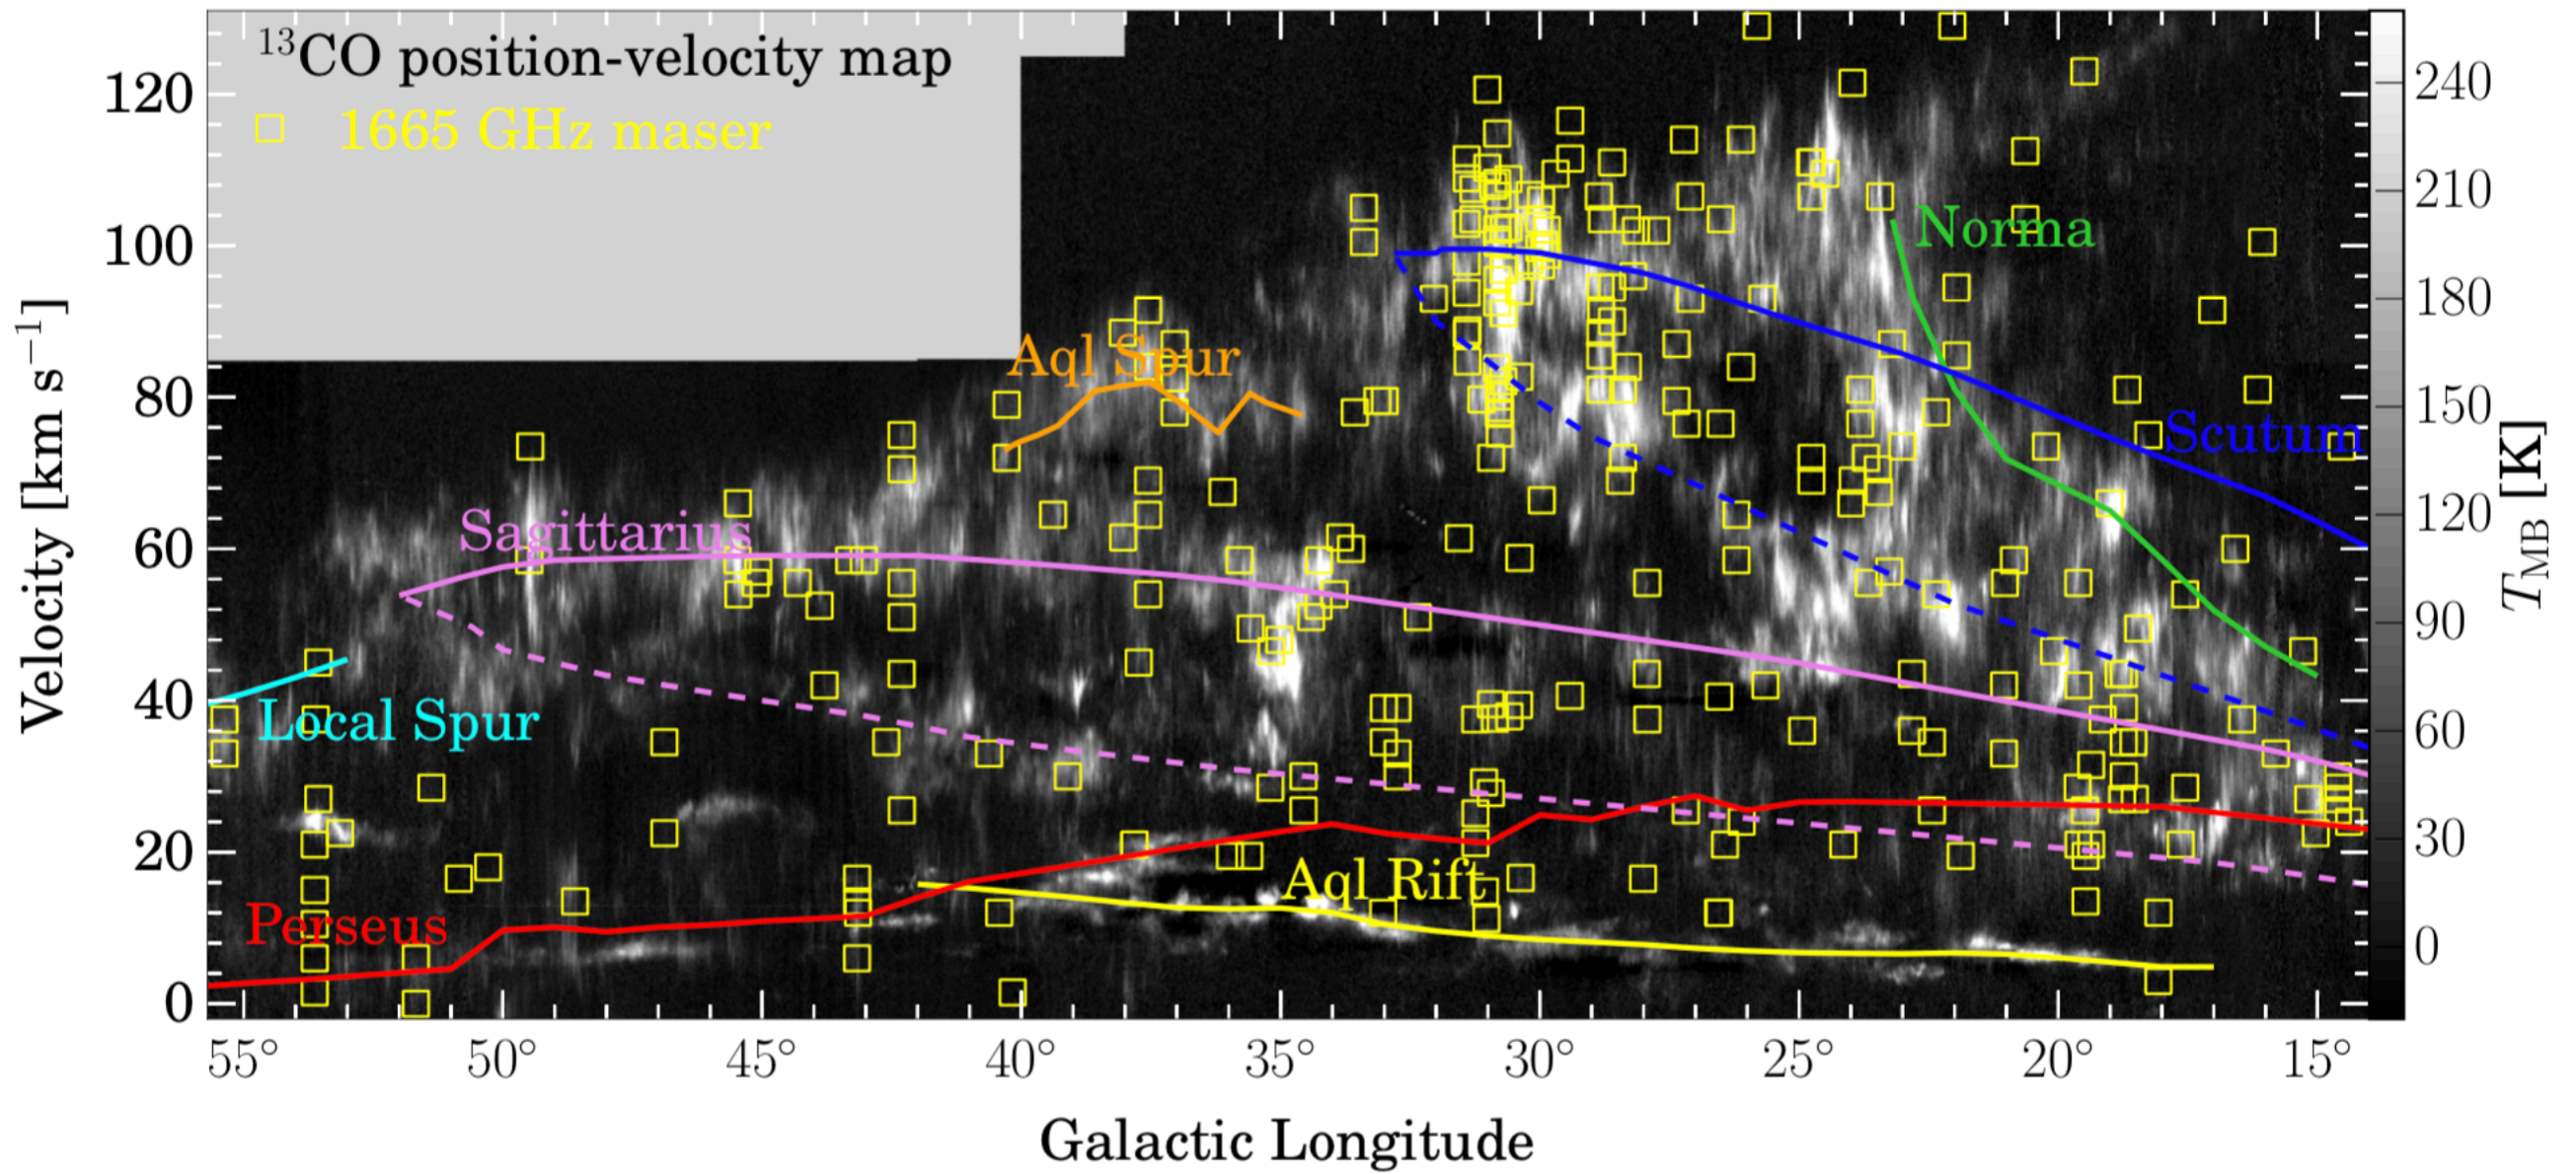 ¹³CO position-velocity map
1665 GHz maser
Norma
Aql Spur
Scutum
Sagittarius
Local Spur
Aql Rift
Perseus
Velocity [km s⁻¹]
120
100
80
60
40
20
0
55° 50° 45° 40° 35° 30° 25° 20° 15°
Galactic Longitude
240
210
180
150
120
90
60
30
0
T_MB [K]